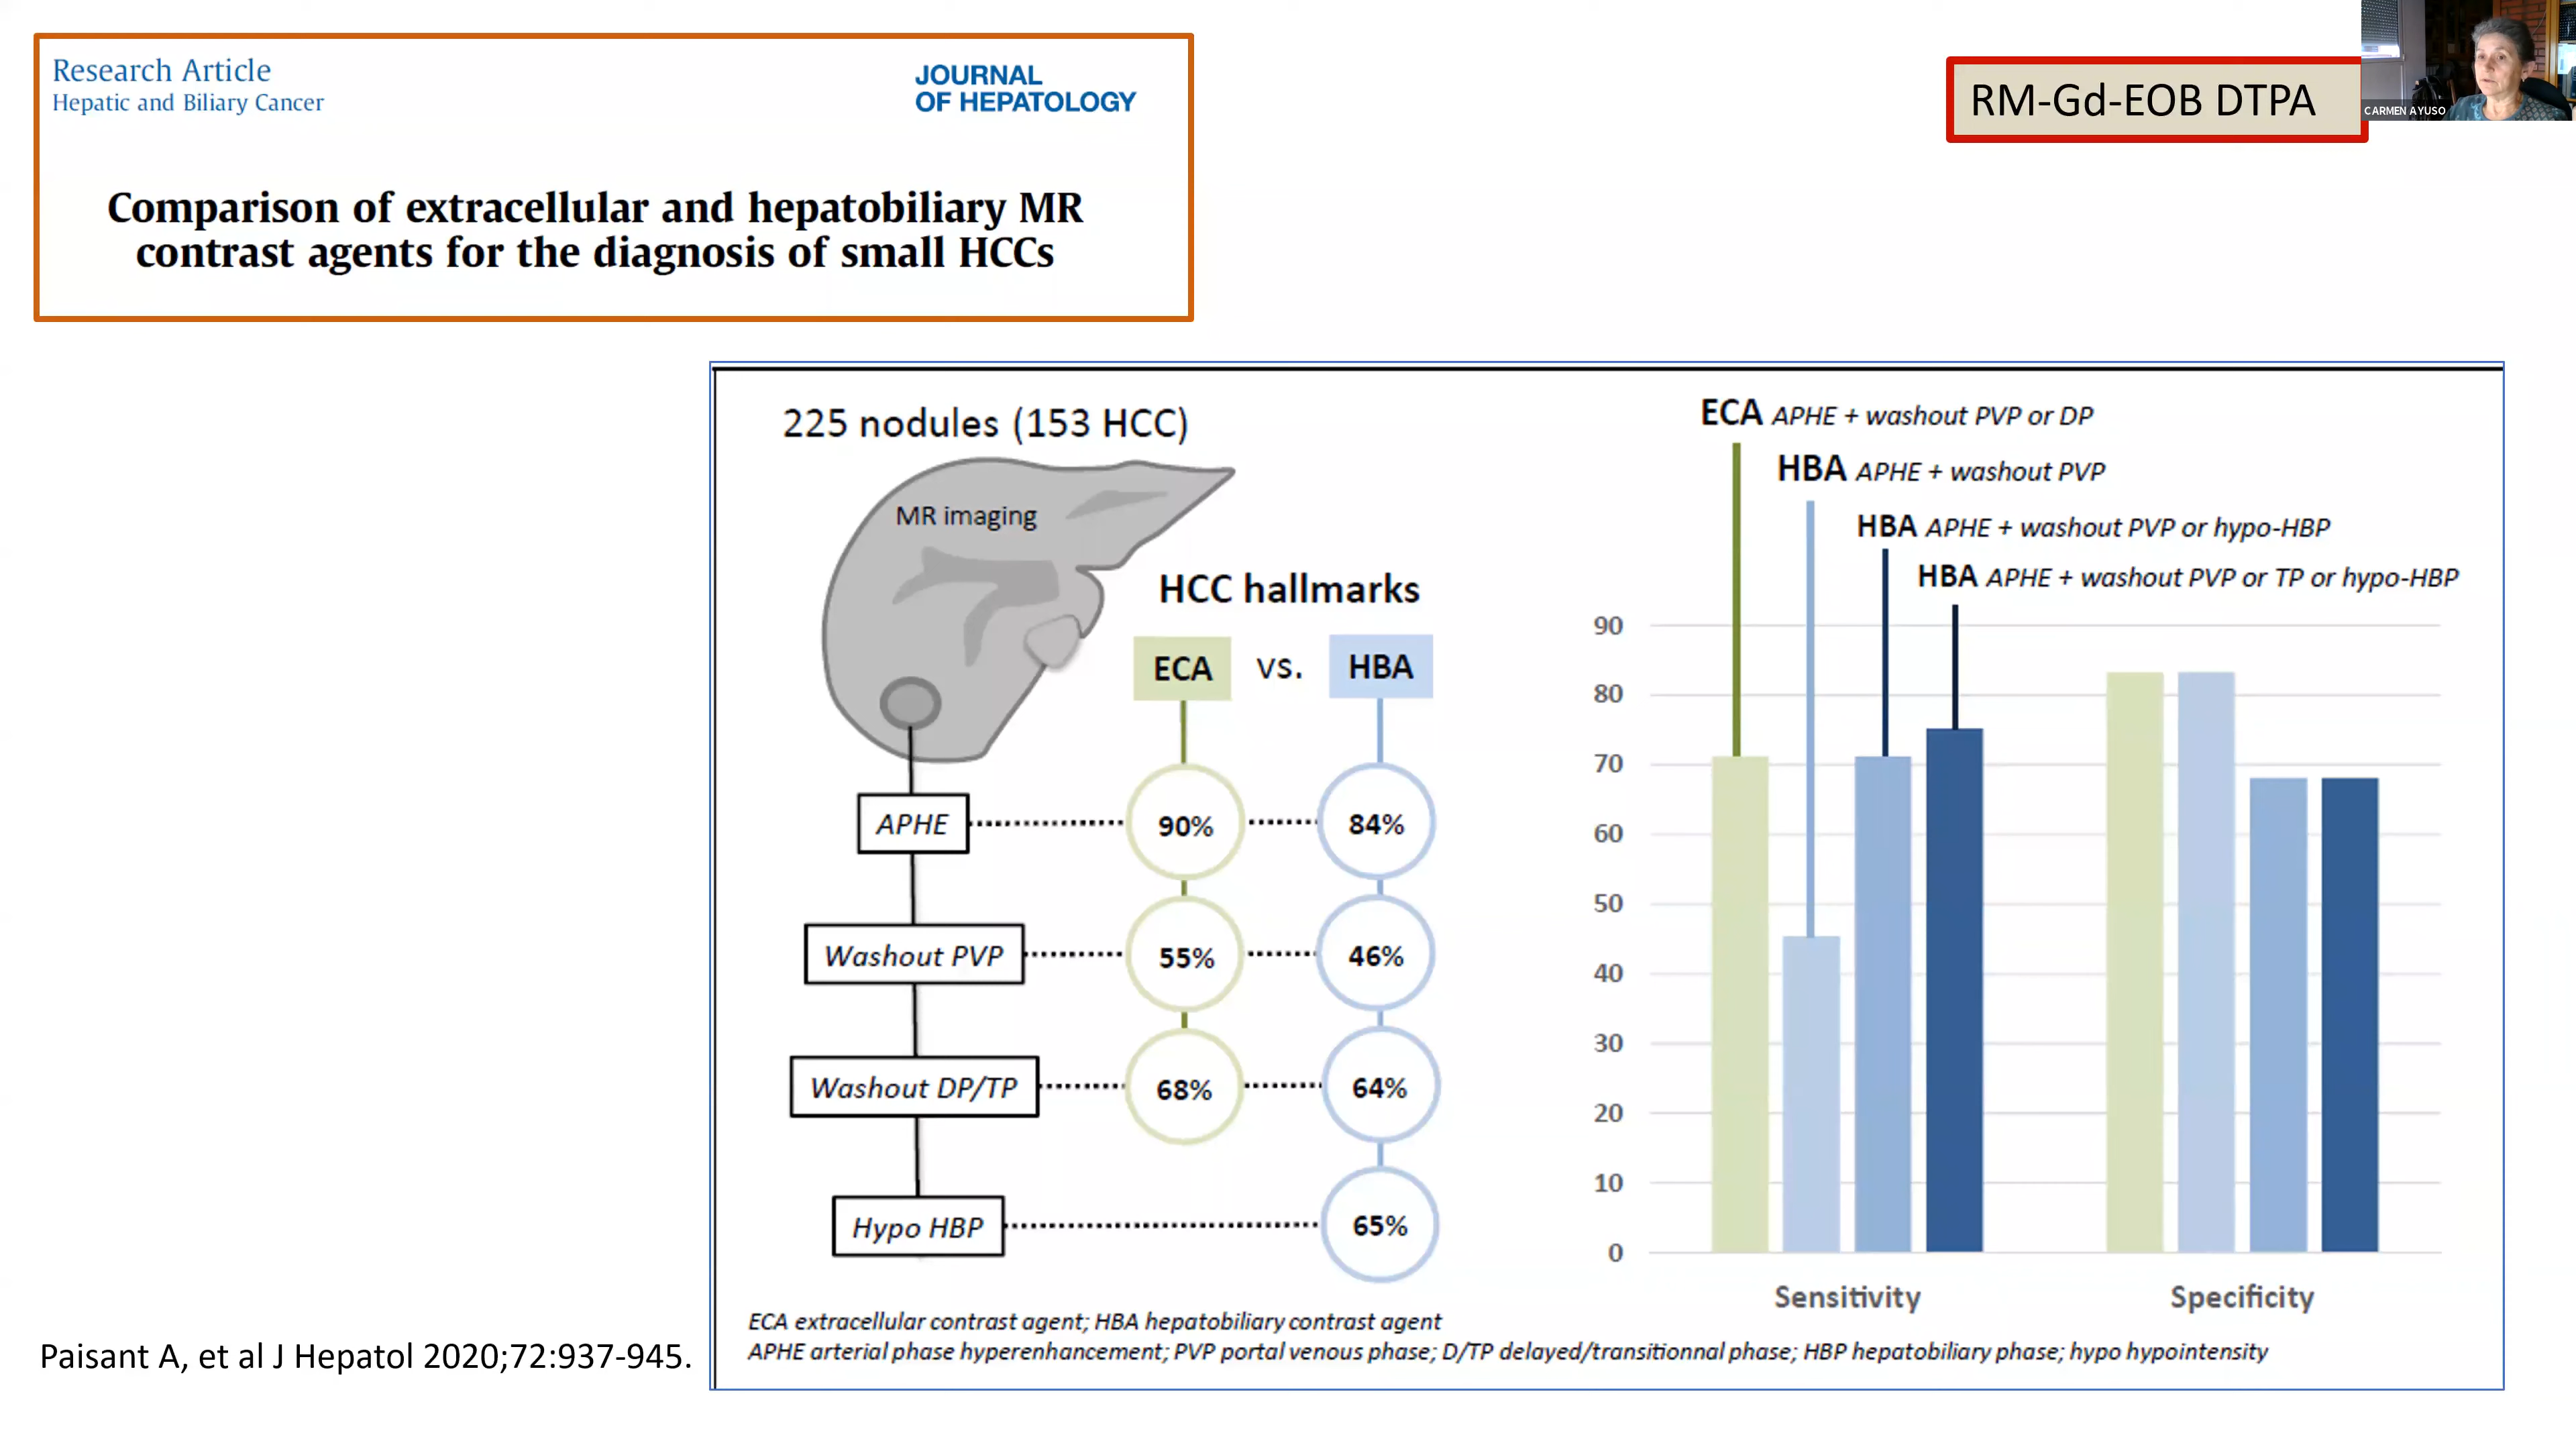 Research Article
Hepatic and Biliary Cancer
JOURNAL
OF HEPATOLOGY
Comparison of extracellular and hepatobiliary MR
contrast agents for the diagnosis of small HCCs
RM-Gd-EOB DTPA
CARMEN AYUSO
225 nodules (153 HCC)
MR imaging
HCC hallmarks
ECA vs. HBA
APHE 90% 84%
Washout PVP 55% 46%
Washout DP/TP 68% 64%
Hypo HBP 65%
ECA APHE + washout PVP or DP
HBA APHE + washout PVP
HBA APHE + washout PVP or hypo-HBP
HBA APHE + washout PVP or TP or hypo-HBP
90
80
70
60
50
40
30
20
10
0
Sensitivity Specificity
ECA extracellular contrast agent; HBA hepatobiliary contrast agent
APHE arterial phase hyperenhancement; PVP portal venous phase; D/TP delayed/transitionnal phase; HBP hepatobiliary phase; hypo hypointensity
Paisant A, et al J Hepatol 2020;72:937-945.